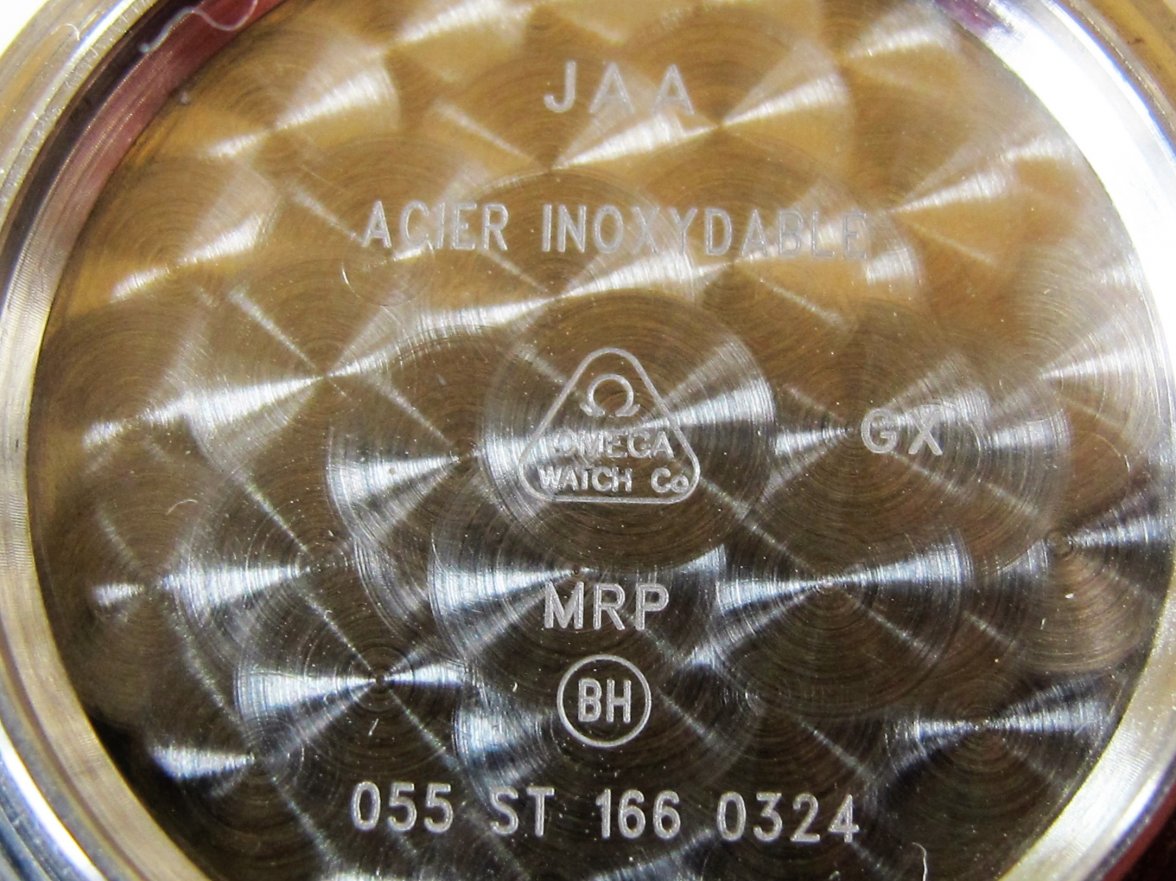 JAA
ACIER INOXYDABLE
Ω
OMEGA
WATCH Co
GX
MRP
BH
055 ST 166 0324